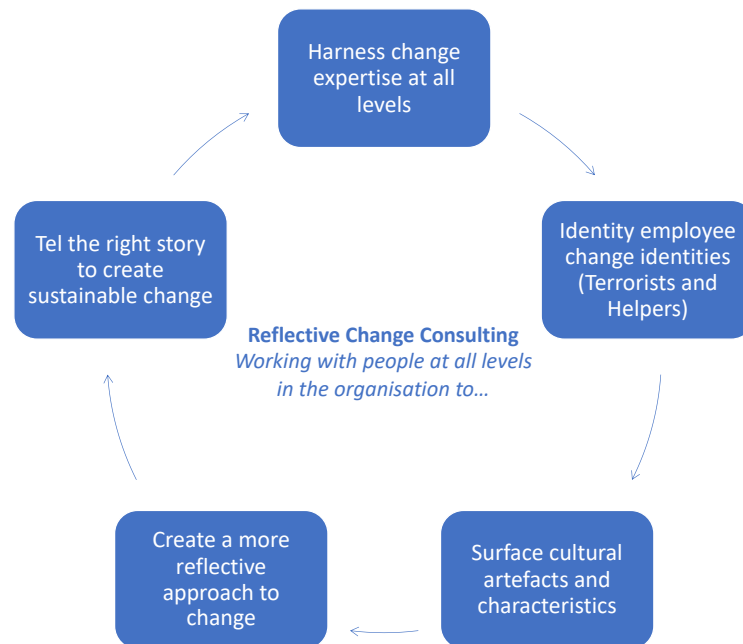 Harness change
expertise at all
levels
Identity employee
change identities
(Terrorists and
Helpers)
Surface cultural
artefacts and
characteristics
Create a more
reflective
approach to
change
Tell the right story
to create
sustainable change
Reflective Change Consulting
Working with people at all levels
in the organisation to...